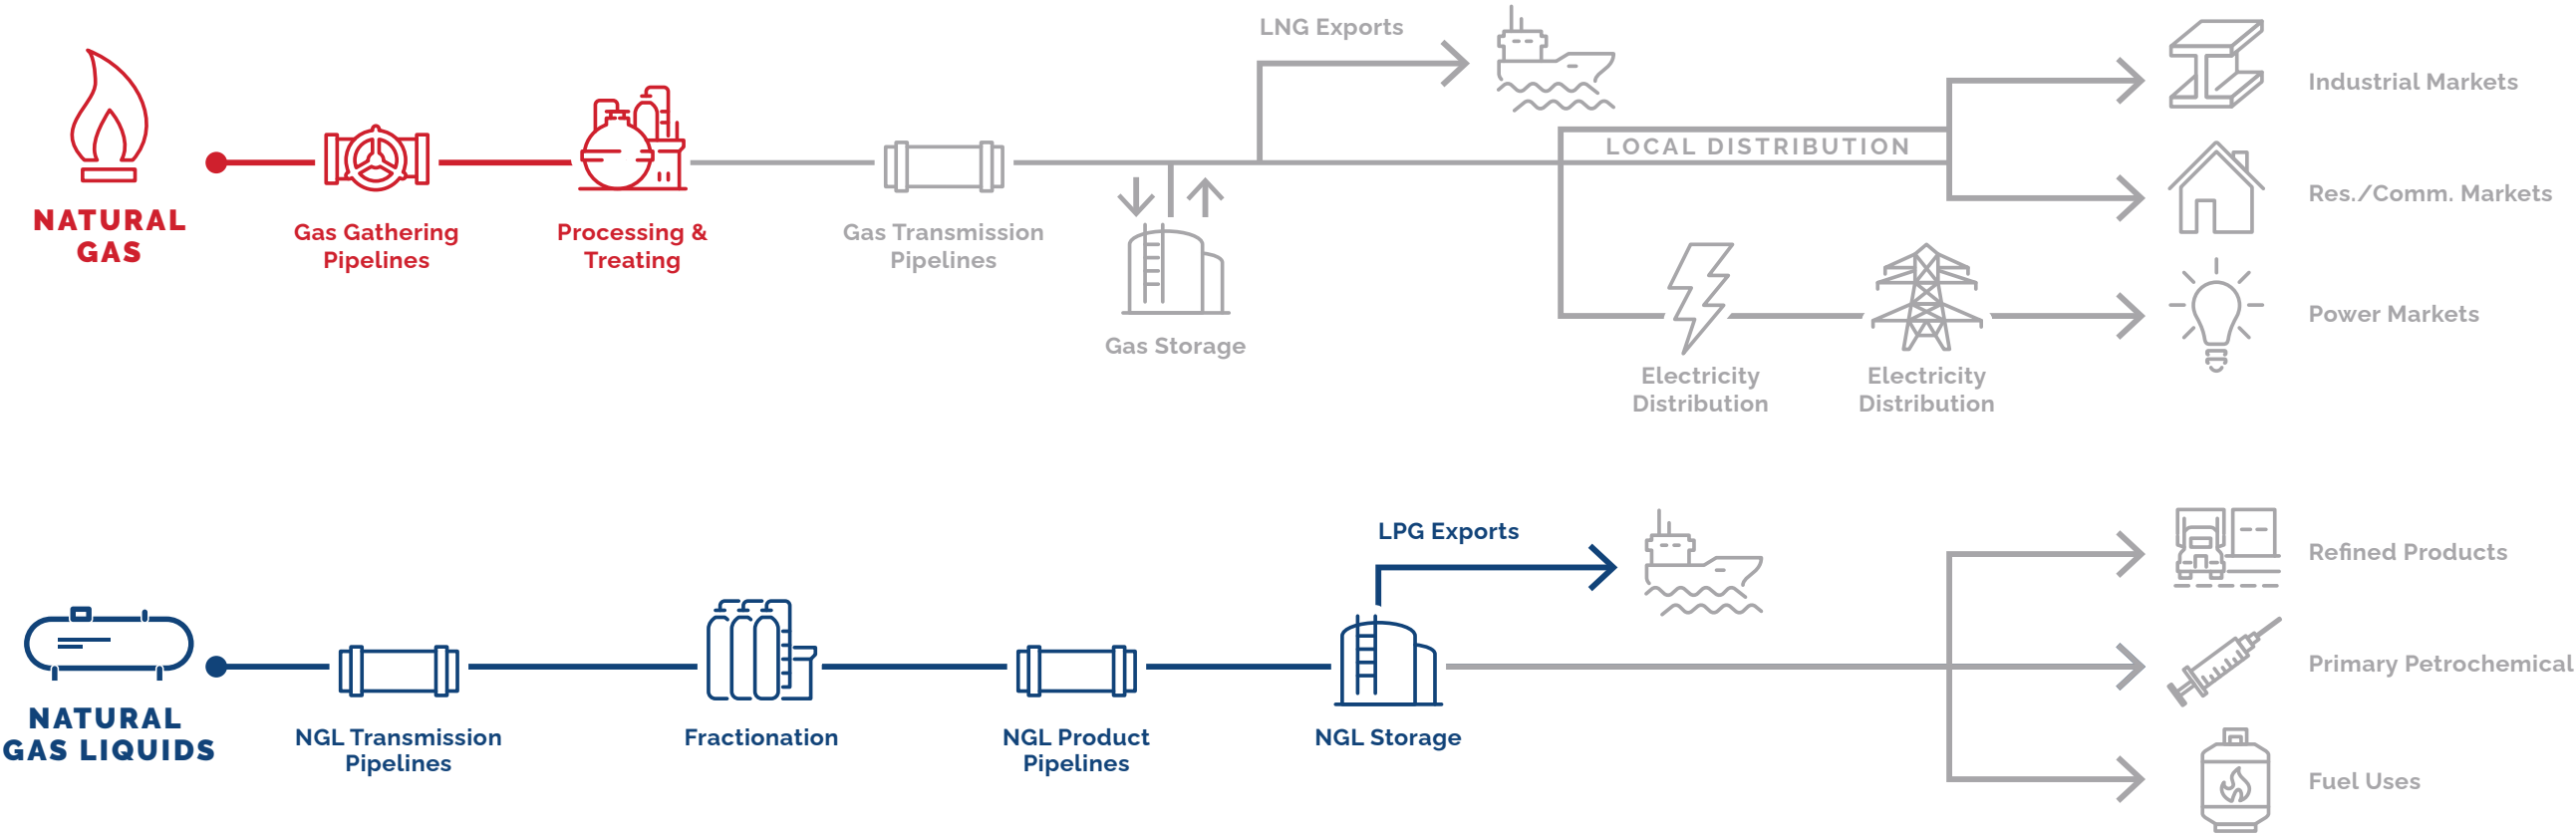 LNG Exports
Industrial Markets
LOCAL DISTRIBUTION
Res./Comm. Markets
NATURAL
GAS
Gas Gathering
Pipelines
Processing &
Treating
Gas Transmission
Pipelines
Gas Storage
Power Markets
Electricity
Distribution
Electricity
Distribution
LPG Exports
Refined Products
Primary Petrochemical
NATURAL
GAS LIQUIDS
NGL Transmission
Pipelines
Fractionation
NGL Product
Pipelines
NGL Storage
Fuel Uses